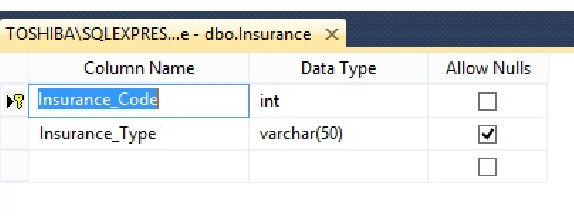 TOSHIBA\SQLEXPRES...e - dbo.Insurance
Column Name Data Type Allow Nulls
Insurance_Code int
Insurance_Type varchar(50)